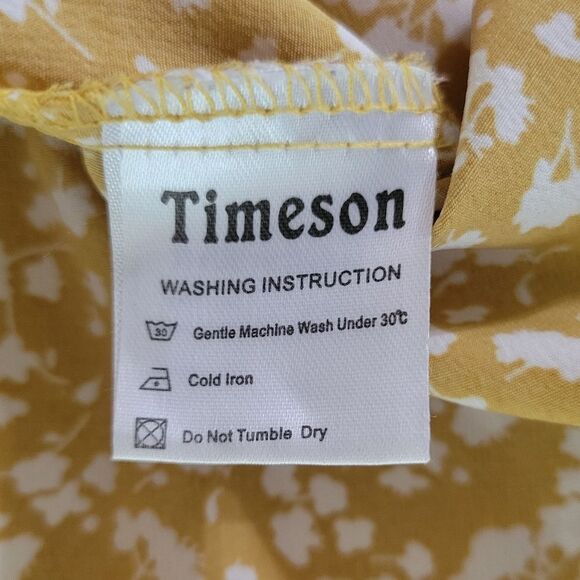 Timeson
WASHING INSTRUCTION
30 Gentle Machine Wash Under 30℃
Cold Iron
Do Not Tumble Dry